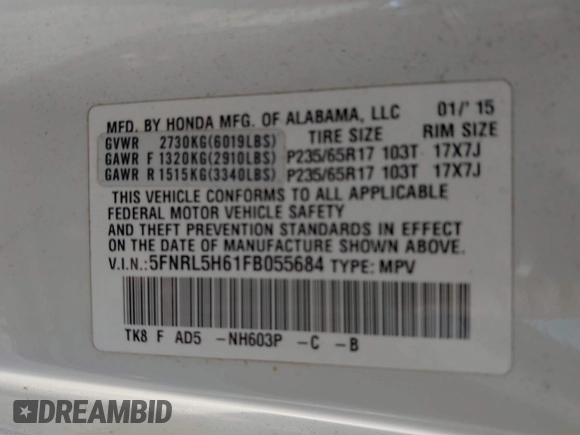 MFD. BY HONDA MFG. OF ALABAMA, LLC 01/'15
GVWR 2730KG(6019LBS) TIRE SIZE RIM SIZE
GAWR F 1320KG(2910LBS) P235/65R17 103T 17X7J
GAWR R 1515KG(3340LBS) P235/65R17 103T 17X7J
THIS VEHICLE CONFORMS TO ALL APPLICABLE
FEDERAL MOTOR VEHICLE SAFETY
AND THEFT PREVENTION STANDARDS IN EFFECT
ON THE DATE OF MANUFACTURE SHOWN ABOVE.
V.I.N.:5FNRL5H61FB055684 TYPE: MPV
TK8 F AD5 -NH603P -C -B
DREAMBID